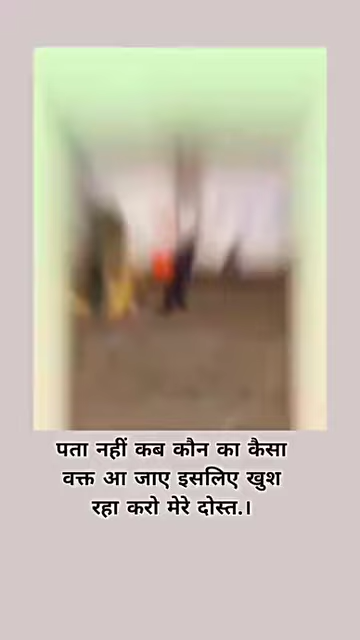 पता नहीं कब कौन का कैसा
वक्त आ जाए इसलिए खुश
रहा करो मेरे दोस्त.।